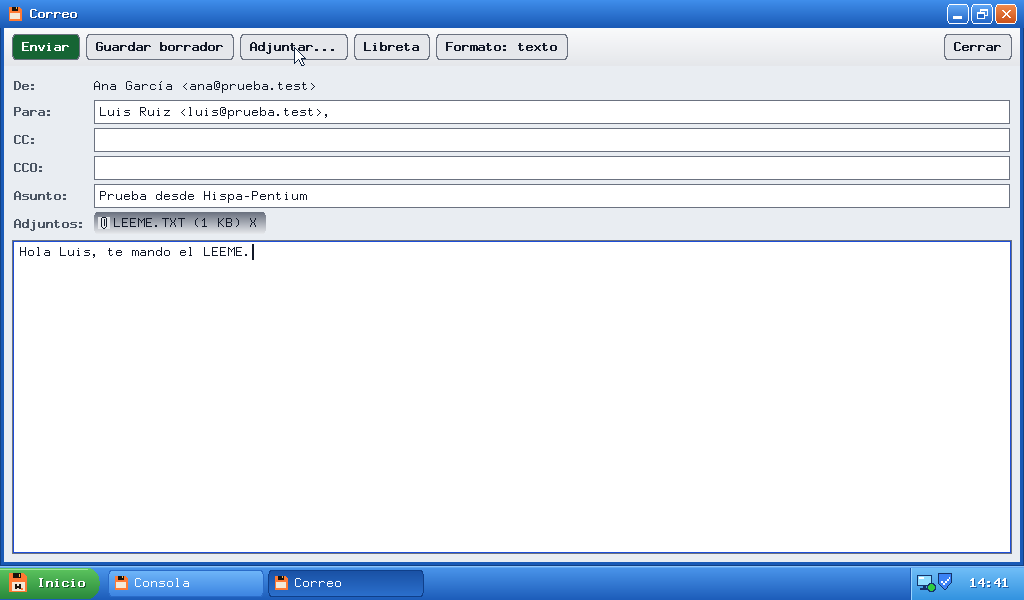 Correo
Enviar Guardar borrador Adjuntar... Libreta Formato: texto Cerrar
De: Ana García <ana@prueba.test>
Para: Luis Ruiz <luis@prueba.test>,
CC:
CCO:
Asunto: Prueba desde Hispa-Pentium
Adjuntos: LEEME.TXT (1 KB) X
Hola Luis, te mando el LEEME.
Inicio Consola Correo 14:41